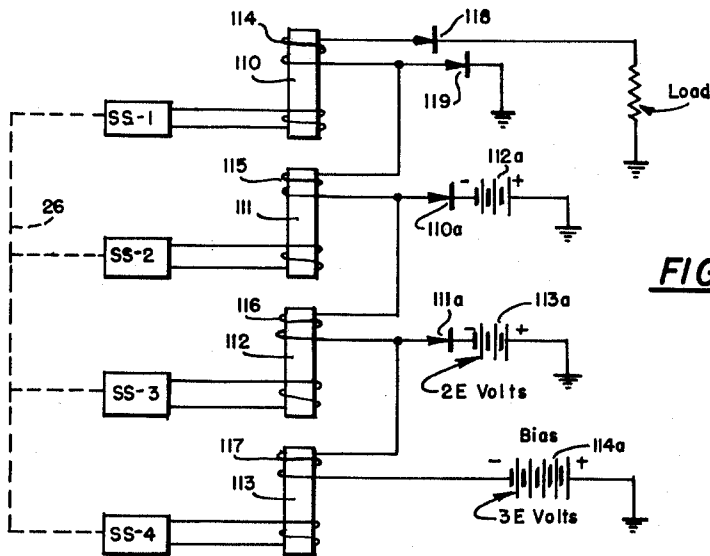 114
118
110
119
Load
SS-1
115
112a
- +
111
110a
26
SS-2
FIG
116
111a
113a
- +
112
SS-3
2E Volts
117
Bias
114a
- +
113
3E Volts
SS-4